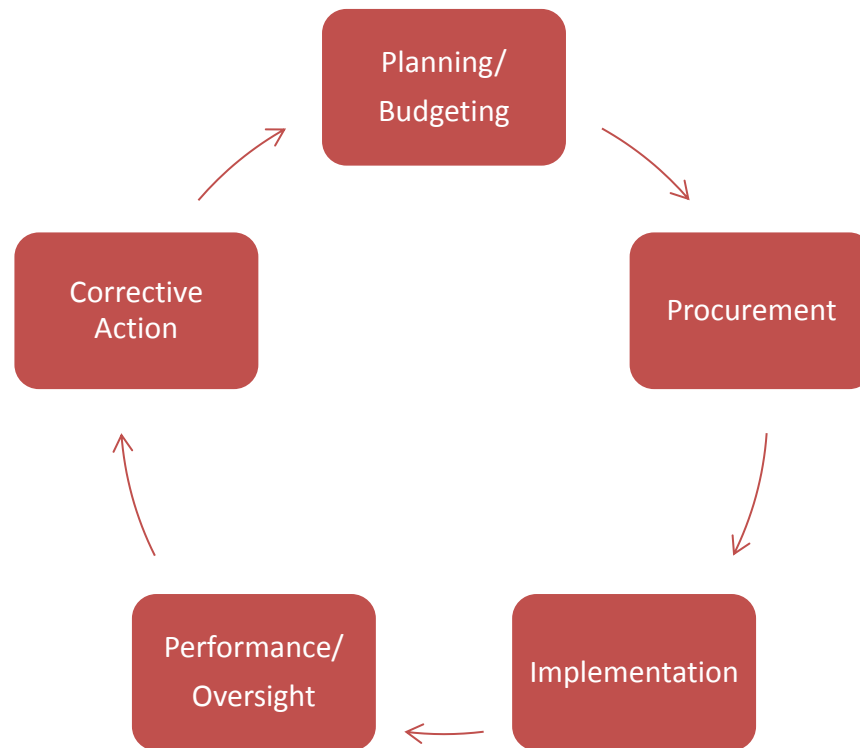 Planning/
Budgeting
Procurement
Implementation
Performance/
Oversight
Corrective
Action